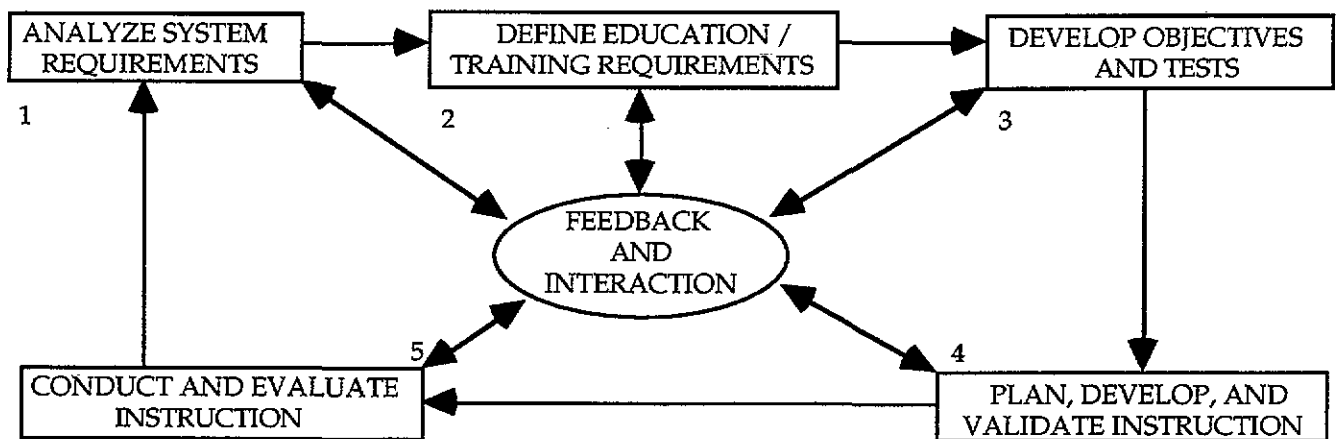 ANALYZE SYSTEM
REQUIREMENTS
1
DEFINE EDUCATION /
TRAINING REQUIREMENTS
2
DEVELOP OBJECTIVES
AND TESTS
3
FEEDBACK
AND
INTERACTION
4
PLAN, DEVELOP, AND
VALIDATE INSTRUCTION
5
CONDUCT AND EVALUATE
INSTRUCTION